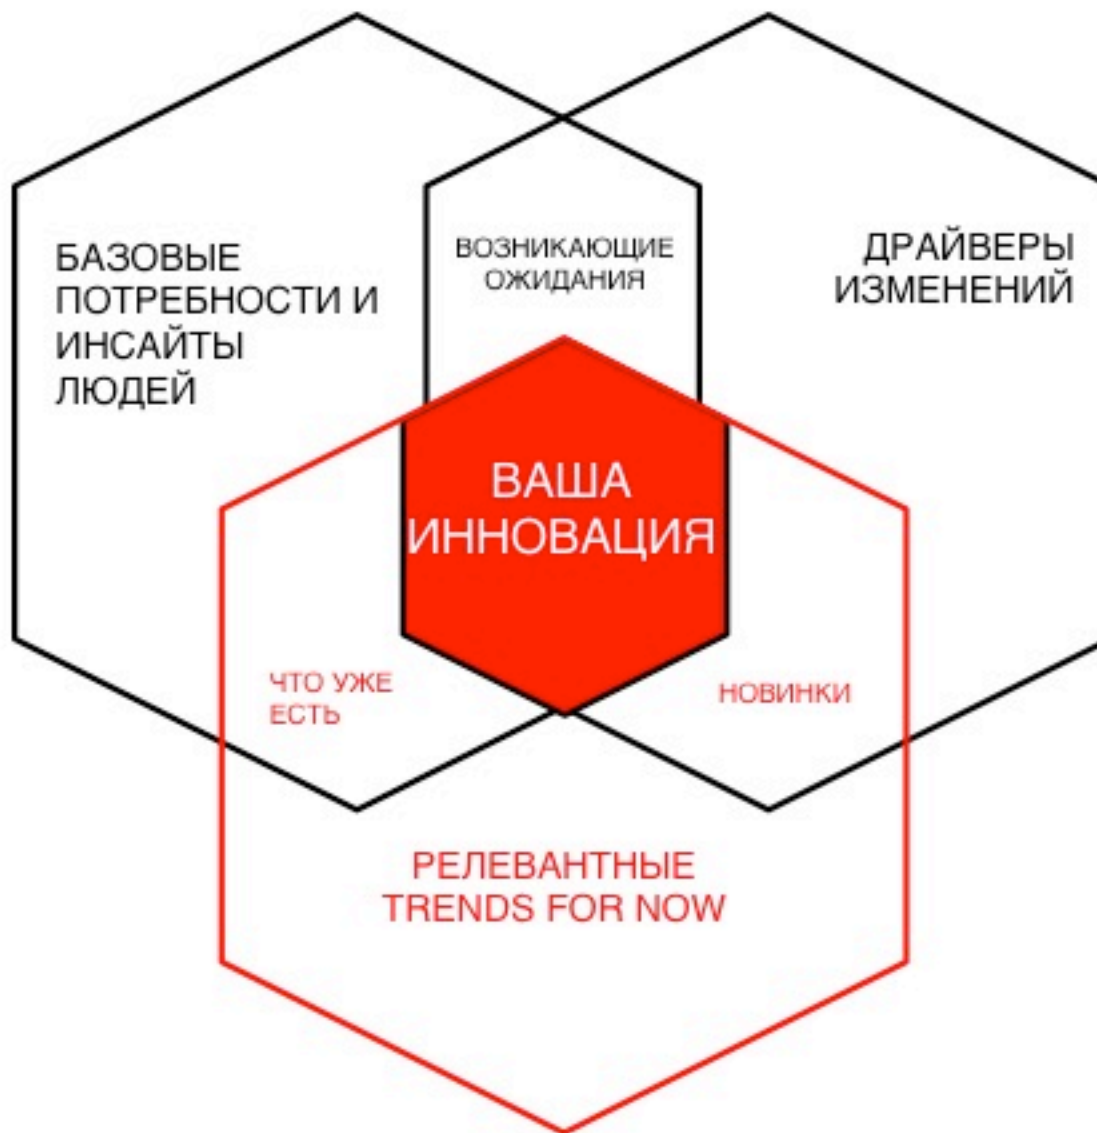 БАЗОВЫЕ
ПОТРЕБНОСТИ И
ИНСАЙТЫ
ЛЮДЕЙ
ВОЗНИКАЮЩИЕ
ОЖИДАНИЯ
ДРАЙВЕРЫ
ИЗМЕНЕНИЙ
ВАША
ИННОВАЦИЯ
ЧТО УЖЕ
ЕСТЬ
НОВИНКИ
РЕЛЕВАНТНЫЕ
TRENDS FOR NOW